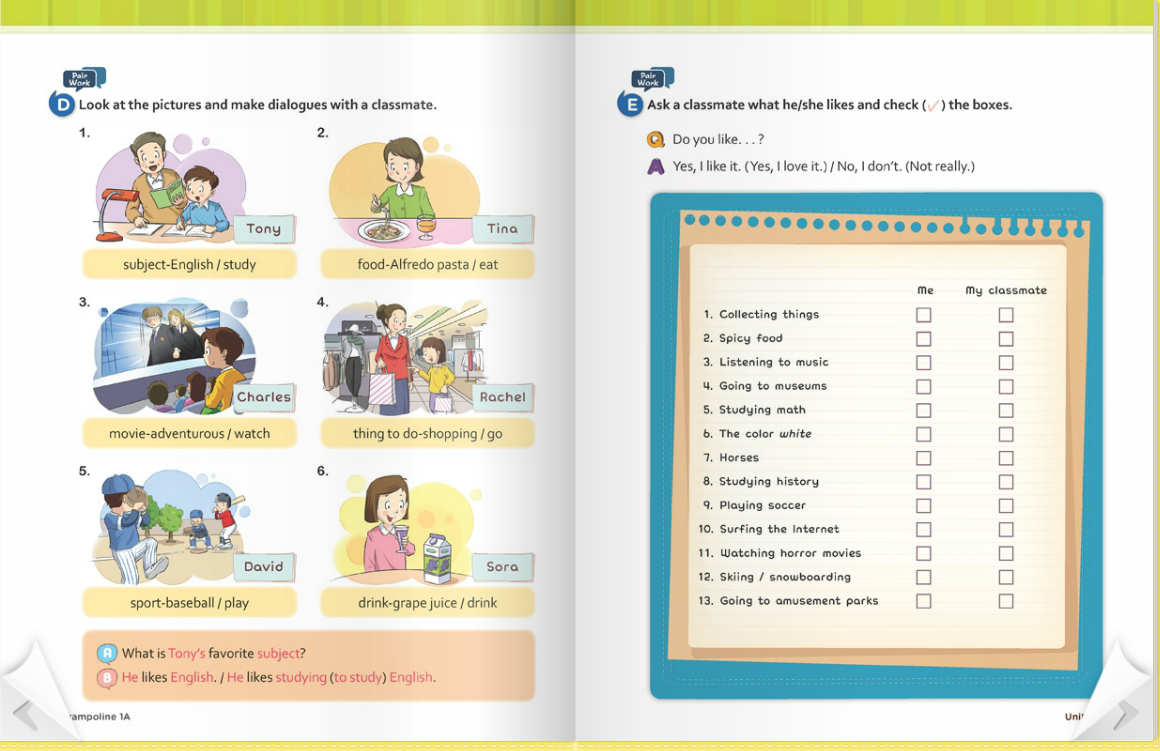 Pair
Work
D Look at the pictures and make dialogues with a classmate.
1.
Tony
subject-English / study
2.
Tina
food-Alfredo pasta / eat
3.
Charles
movie-adventurous / watch
4.
Rachel
thing to do-shopping / go
5.
David
sport-baseball / play
6.
Sora
drink-grape juice / drink
A What is Tony's favorite subject?
B He likes English. / He likes studying (to study) English.
1A
Pair
Work
E Ask a classmate what he/she likes and check (✓) the boxes.
Q Do you like. . . ?
A Yes, I like it. (Yes, I love it.) / No, I don't. (Not really.)
Me My classmate
1. Collecting things
2. Spicy food
3. Listening to music
4. Going to museums
5. Studying math
6. The color white
7. Horses
8. Studying history
9. Playing soccer
10. Surfing the Internet
11. Watching horror movies
12. Skiing / snowboarding
13. Going to amusement parks